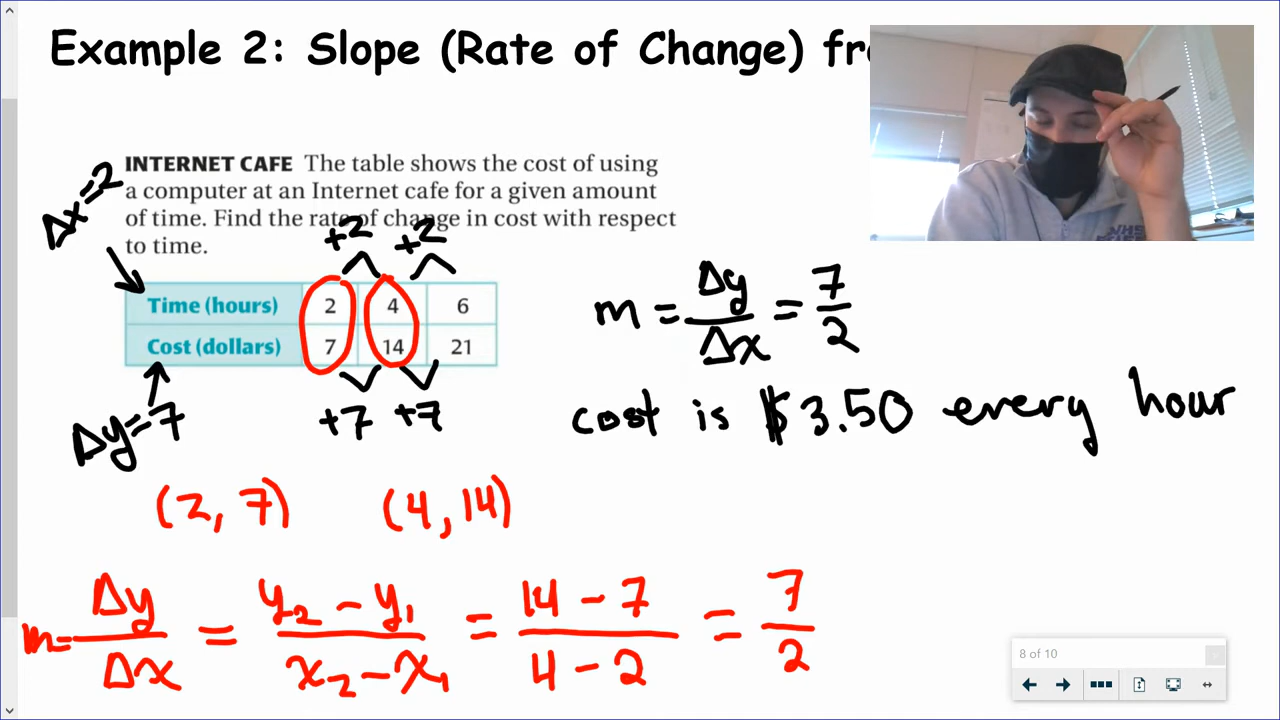 Example 2: Slope (Rate of Change)
INTERNET CAFE The table shows the cost of using
a computer at an Internet cafe for a given amount
of time. Find the rate of change in cost with respect
to time.
Δx=2
+2 +2
Time (hours) 2 4 6
Cost (dollars) 7 14 21
+7 +7
Δy=7
m = Δy/Δx = 7/2
cost is $3.50 every hour
(2, 7) (4, 14)
m = Δy/Δx = y₂ - y₁/x₂ - x₁ = 14 - 7/4 - 2 = 7/2
8 of 10